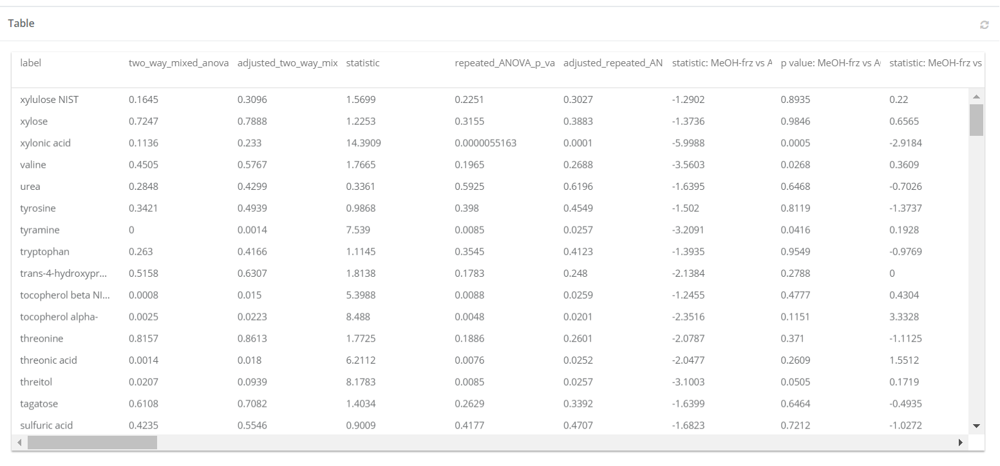 Table
label two_way_mixed_anova adjusted_two_way_mix statistic repeated_ANOVA_p_va adjusted_repeated_AN statistic: MeOH-frz vs A p value: MeOH-frz vs A statistic: MeOH-frz vs
xylulose NIST 0.1645 0.3096 1.5699 0.2251 0.3027 -1.2902 0.8935 0.22
xylose 0.7247 0.7888 1.2253 0.3155 0.3883 -1.3736 0.9846 0.6565
xylonic acid 0.1136 0.233 14.3909 0.0000055163 0.0001 -5.9988 0.0005 -2.9184
valine 0.4505 0.5767 1.7665 0.1965 0.2688 -3.5603 0.0268 0.3609
urea 0.2848 0.4299 0.3361 0.5925 0.6196 -1.6395 0.6468 -0.7026
tyrosine 0.3421 0.4939 0.9868 0.398 0.4549 -1.502 0.8119 -1.3737
tyramine 0 0.0014 7.539 0.0085 0.0257 -3.2091 0.0416 0.1928
tryptophan 0.263 0.4166 1.1145 0.3545 0.4123 -1.3935 0.9549 -0.9769
trans-4-hydroxypr... 0.5158 0.6307 1.8138 0.1783 0.248 -2.1384 0.2788 0
tocopherol beta NI... 0.0008 0.015 5.3988 0.0088 0.0259 -1.2455 0.4777 0.4304
tocopherol alpha- 0.0025 0.0223 8.488 0.0048 0.0201 -2.3516 0.1151 3.3328
threonine 0.8157 0.8613 1.7725 0.1886 0.2601 -2.0787 0.371 -1.1125
threonic acid 0.0014 0.018 6.2112 0.0076 0.0252 -2.0477 0.2609 1.5512
threitol 0.0207 0.0939 8.1783 0.0085 0.0257 -3.1003 0.0505 0.1719
tagatose 0.6108 0.7082 1.4034 0.2629 0.3392 -1.6399 0.6464 -0.4935
sulfuric acid 0.4235 0.5546 0.9009 0.4177 0.4707 -1.6823 0.7212 -1.0272